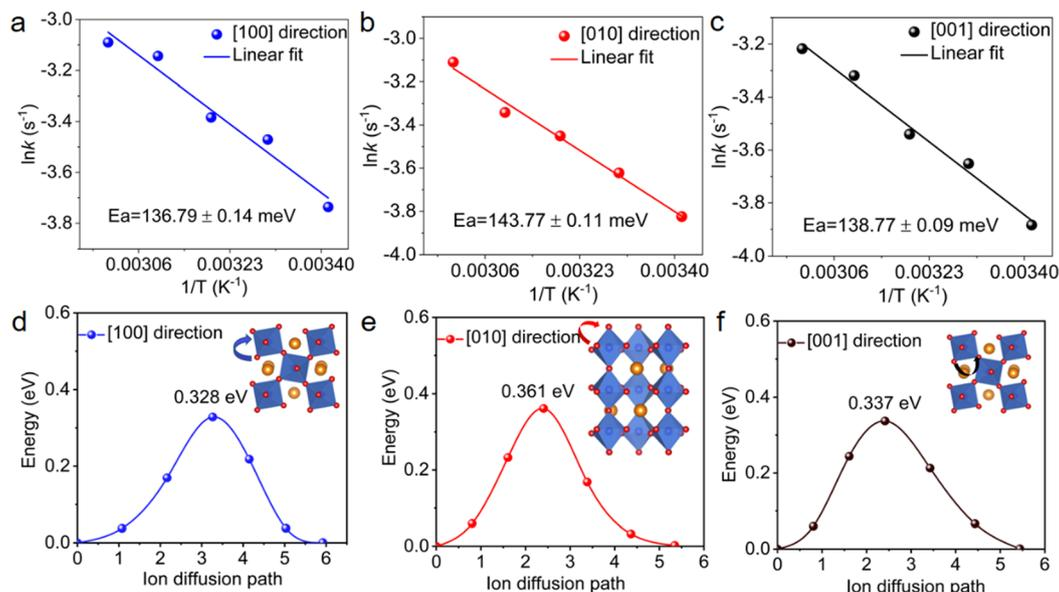 a
-3.0
-3.2
-3.4
-3.6
-3.8
lnk (s⁻¹)
[100] direction
Linear fit
Ea=136.79 ± 0.14 meV
0.00306 0.00323 0.00340
1/T (K⁻¹)
b
-3.0
-3.2
-3.4
-3.6
-3.8
-4.0
lnk (s⁻¹)
[010] direction
Linear fit
Ea=143.77 ± 0.11 meV
0.00306 0.00323 0.00340
1/T (K⁻¹)
c
-3.2
-3.4
-3.6
-3.8
-4.0
lnk (s⁻¹)
[001] direction
Linear fit
Ea=138.77 ± 0.09 meV
0.00306 0.00323 0.00340
1/T (K⁻¹)
d
0.6
0.4
0.2
0.0
Energy (eV)
[100] direction
0.328 eV
0 1 2 3 4 5 6
Ion diffusion path
e
0.6
0.4
0.2
0.0
Energy (eV)
[010] direction
0.361 eV
0 1 2 3 4 5 6
Ion diffusion path
f
0.6
0.4
0.2
0.0
Energy (eV)
[001] direction
0.337 eV
0 1 2 3 4 5 6
Ion diffusion path